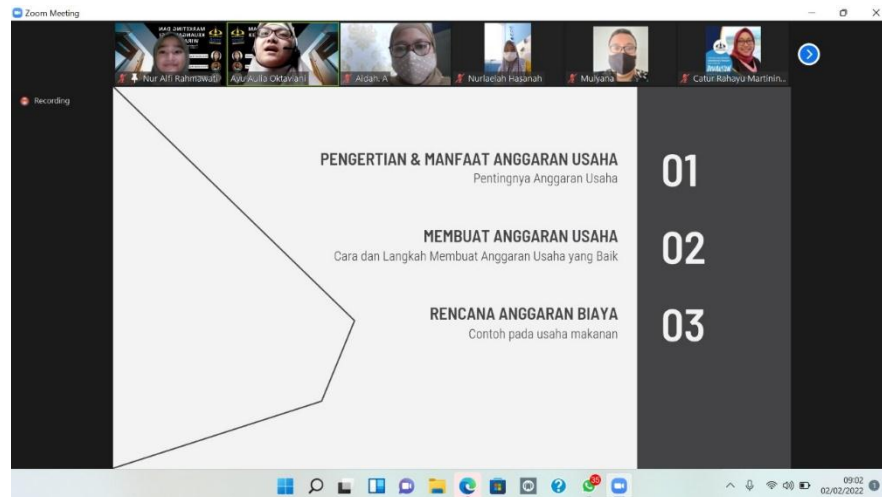 Zoom Meeting
Nur Alfi Rahmawati
Ayu Aulia Oktaviani
Aidah. A
Nurlaelah Hasanah
Mulyana
Catur Rahayu Martinin...
Recording
PENGERTIAN & MANFAAT ANGGARAN USAHA
Pentingnya Anggaran Usaha
01
MEMBUAT ANGGARAN USAHA
Cara dan Langkah Membuat Anggaran Usaha yang Baik
02
RENCANA ANGGARAN BIAYA
Contoh pada usaha makanan
03
35
09:02
02/02/2022
1